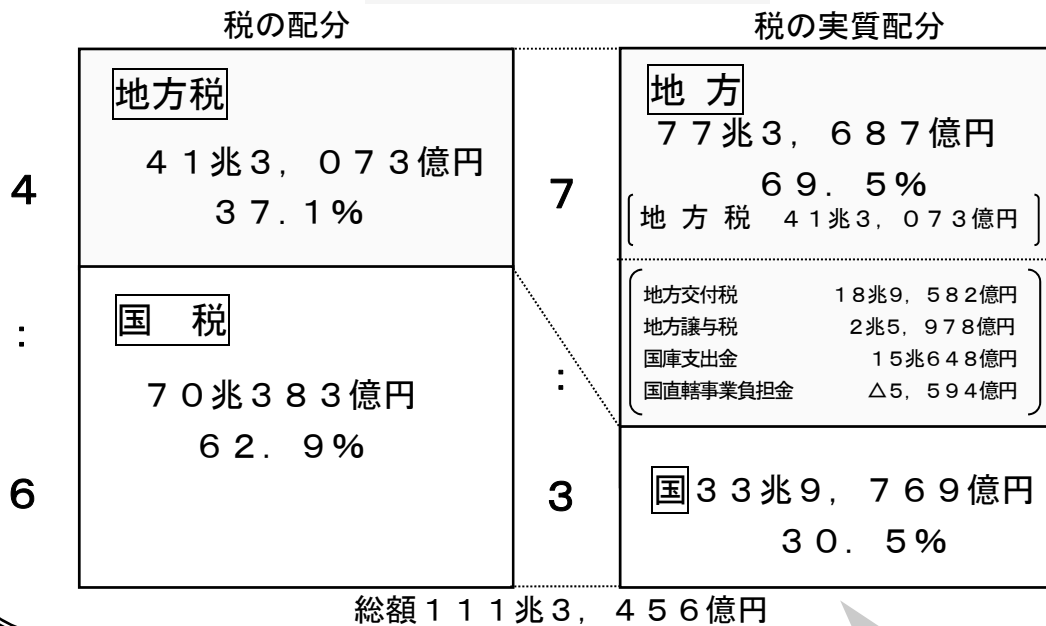 税の配分
地方税
４１兆３，０７３億円
３７.１％
国　税
７０兆３８３億円
６２．９％
4
：
6
税の実質配分
地 方
７７兆３，６８７億円
６９．５％
地 方 税　４１兆３，０７３億円
地方交付税　１８兆９，５８２億円
地方譲与税　２兆５，９７８億円
国庫支出金　１５兆６４８億円
国直轄事業負担金　△５，５９４億円
国３３兆９，７６９億円
３０．５％
7
：
3
総額１１１兆３，４５６億円